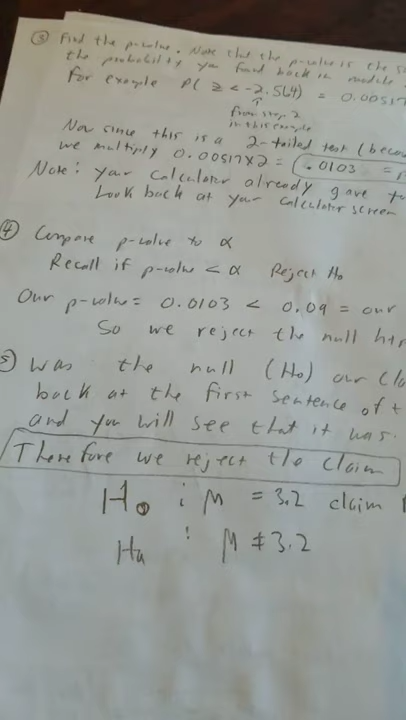 ③ Find the p-value. Note that the p-value is the s
the probability you found back in module
For example P( Z < -2.564) = 0.00517
from step 2
in this example
Now since this is a 2-tailed test (becau
we multiply 0.00517x2 = .0103 =
Note: your calculator already gave
Look back at your calculator screen
④ Compare p-value to α
Recall if p-value < α Reject Ho
Our p-value = 0.0103 < 0.09 = our
So we reject the null
5) Was the null (Ho) our cla
back at the first sentence of t
and you will see that it was.
Therefore we reject the claim
Ho : M = 3.2 claim
Ha : M ≠ 3.2